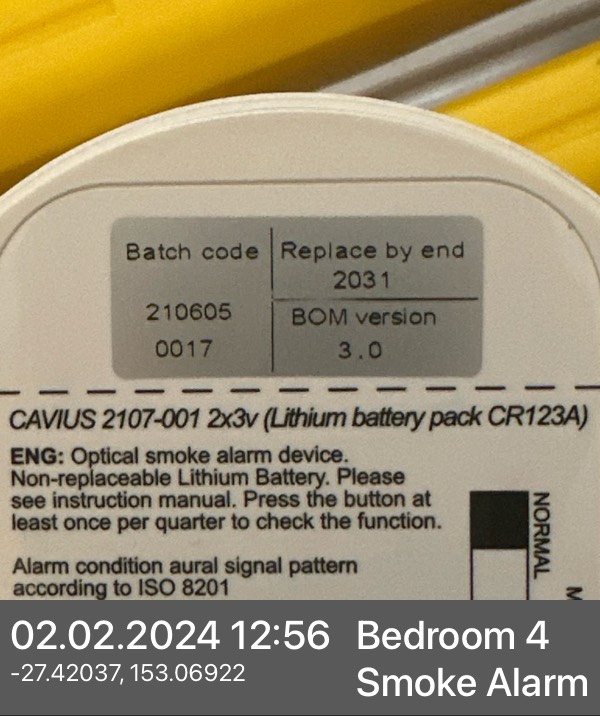 Batch code
210605
0017
Replace by end
2031
BOM version
3.0
CAVIUS 2107-001 2x3v (Lithium battery pack CR123A)
ENG: Optical smoke alarm device.
Non-replaceable Lithium Battery. Please
see instruction manual. Press the button at
least once per quarter to check the function.
Alarm condition aural signal pattern
according to ISO 8201
NORMAL
02.02.2024 12:56
-27.42037, 153.06922
Bedroom 4
Smoke Alarm